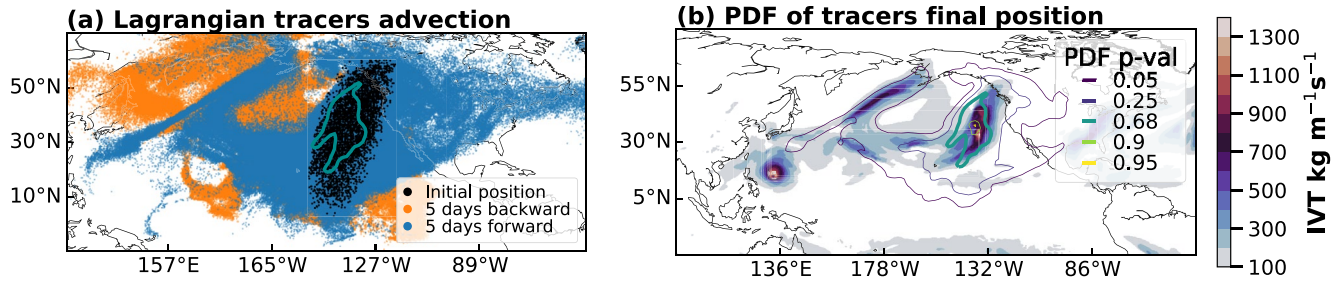 (a) Lagrangian tracers advection
50°N
30°N
10°N
157°E
165°W
127°W
89°W
Initial position
5 days backward
5 days forward
(b) PDF of tracers final position
55°N
30°N
5°N
136°E
178°W
132°W
86°W
PDF p-val
0.05
0.25
0.68
0.9
0.95
1300
1100
900
700
500
300
100
IVT kg m⁻¹s⁻¹